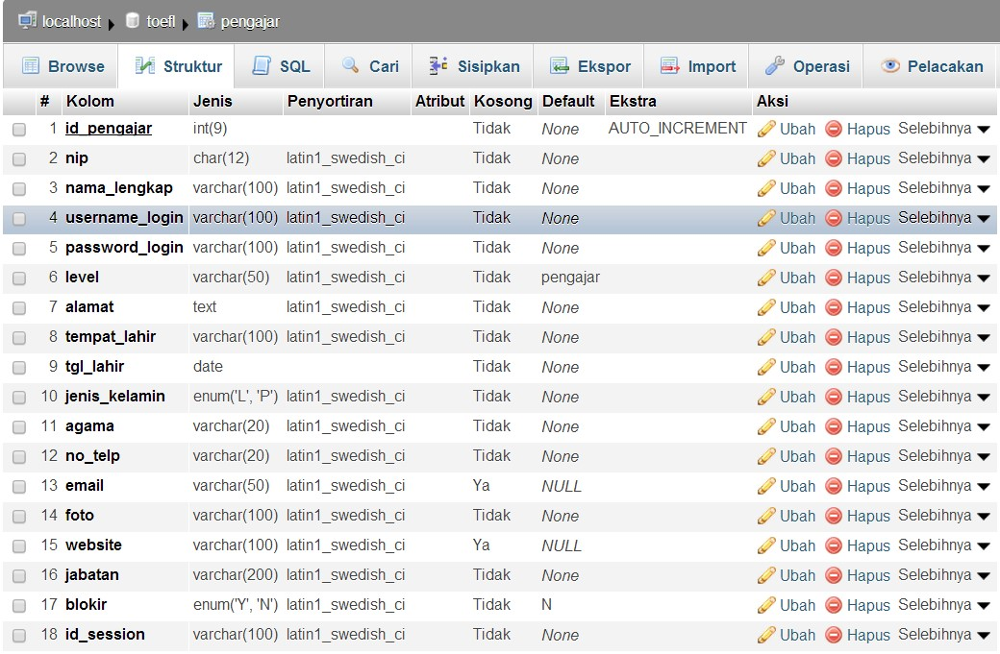 localhost toefl pengajar
Browse Struktur SQL Cari Sisipkan Ekspor Import Operasi Pelacakan
# Kolom Jenis Penyortiran Atribut Kosong Default Ekstra Aksi
1 id_pengajar int(9) Tidak None AUTO_INCREMENT Ubah Hapus Selebihnya
2 nip char(12) latin1_swedish_ci Tidak None Ubah Hapus Selebihnya
3 nama_lengkap varchar(100) latin1_swedish_ci Tidak None Ubah Hapus Selebihnya
4 username_login varchar(100) latin1_swedish_ci Tidak None Ubah Hapus Selebihnya
5 password_login varchar(100) latin1_swedish_ci Tidak None Ubah Hapus Selebihnya
6 level varchar(50) latin1_swedish_ci Tidak pengajar Ubah Hapus Selebihnya
7 alamat text latin1_swedish_ci Tidak None Ubah Hapus Selebihnya
8 tempat_lahir varchar(100) latin1_swedish_ci Tidak None Ubah Hapus Selebihnya
9 tgl_lahir date Tidak None Ubah Hapus Selebihnya
10 jenis_kelamin enum('L', 'P') latin1_swedish_ci Tidak None Ubah Hapus Selebihnya
11 agama varchar(20) latin1_swedish_ci Tidak None Ubah Hapus Selebihnya
12 no_telp varchar(20) latin1_swedish_ci Tidak None Ubah Hapus Selebihnya
13 email varchar(50) latin1_swedish_ci Ya NULL Ubah Hapus Selebihnya
14 foto varchar(100) latin1_swedish_ci Tidak None Ubah Hapus Selebihnya
15 website varchar(100) latin1_swedish_ci Ya NULL Ubah Hapus Selebihnya
16 jabatan varchar(200) latin1_swedish_ci Tidak None Ubah Hapus Selebihnya
17 blokir enum('Y', 'N') latin1_swedish_ci Tidak N Ubah Hapus Selebihnya
18 id_session varchar(100) latin1_swedish_ci Tidak None Ubah Hapus Selebihnya